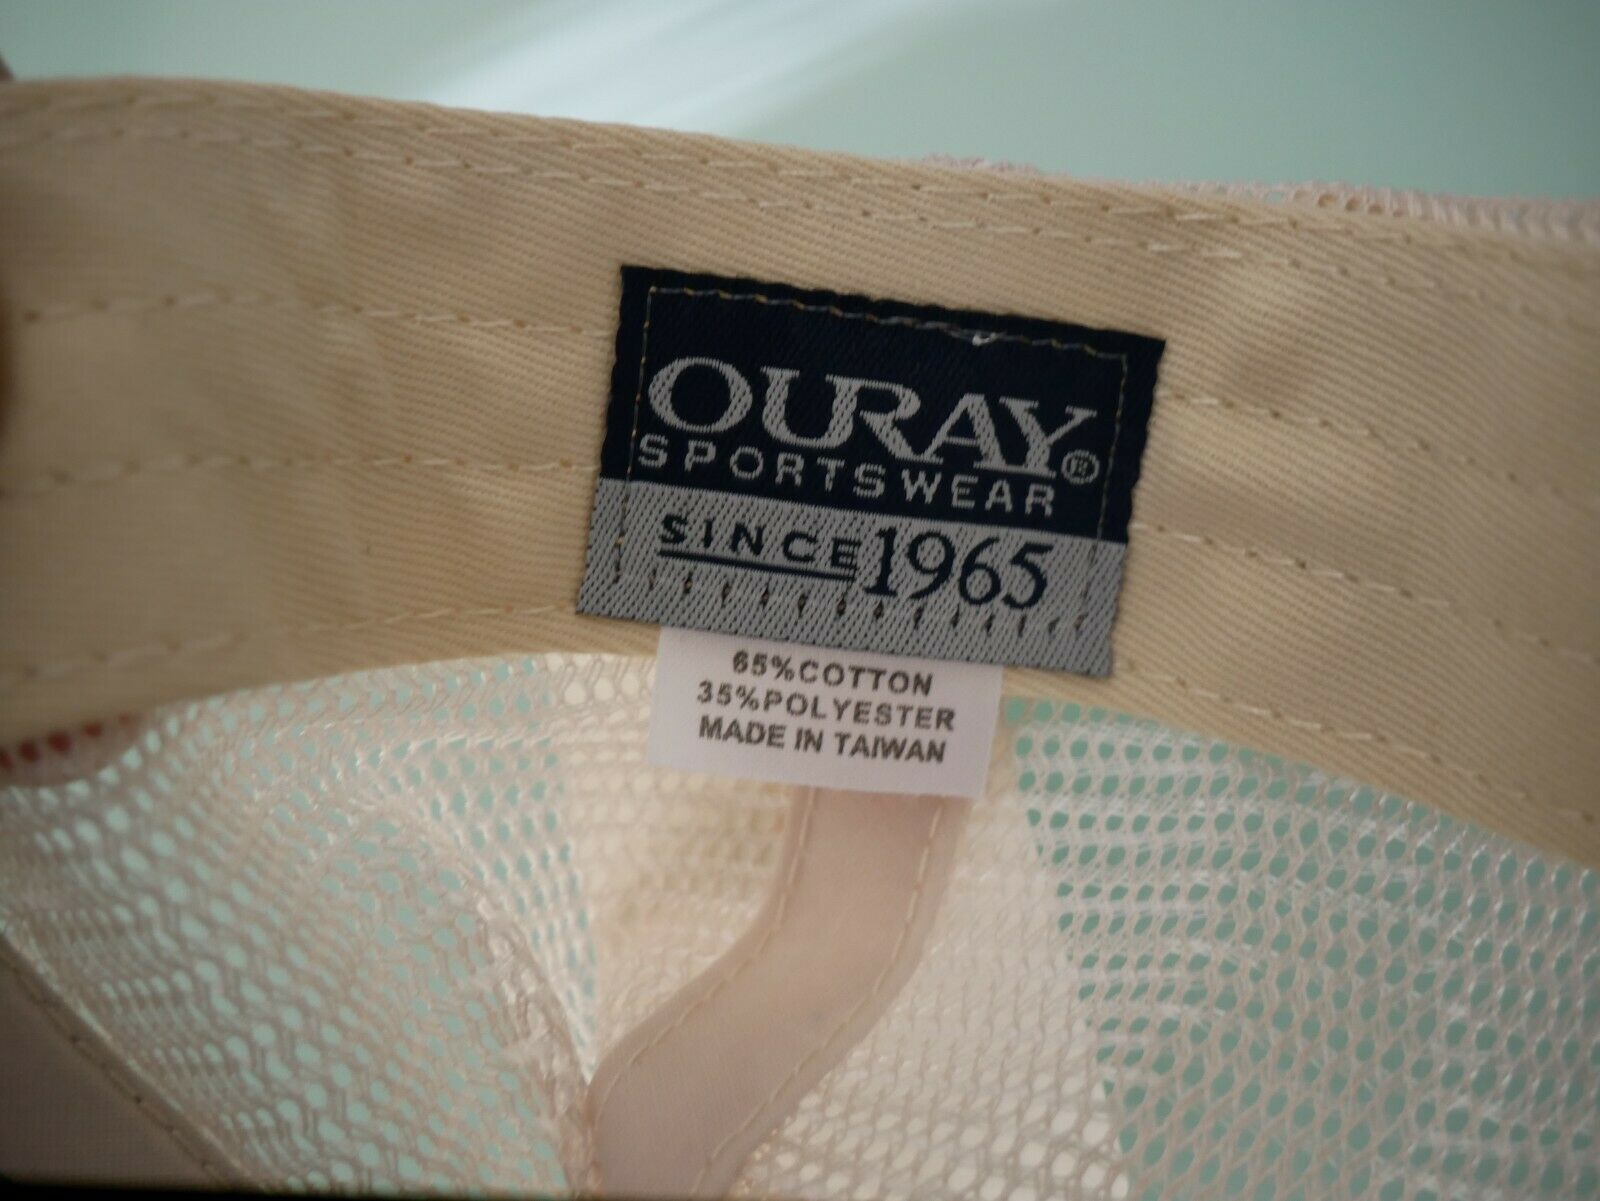 OURAY®
SPORTSWEAR
SINCE 1965
65%COTTON
35%POLYESTER
MADE IN TAIWAN